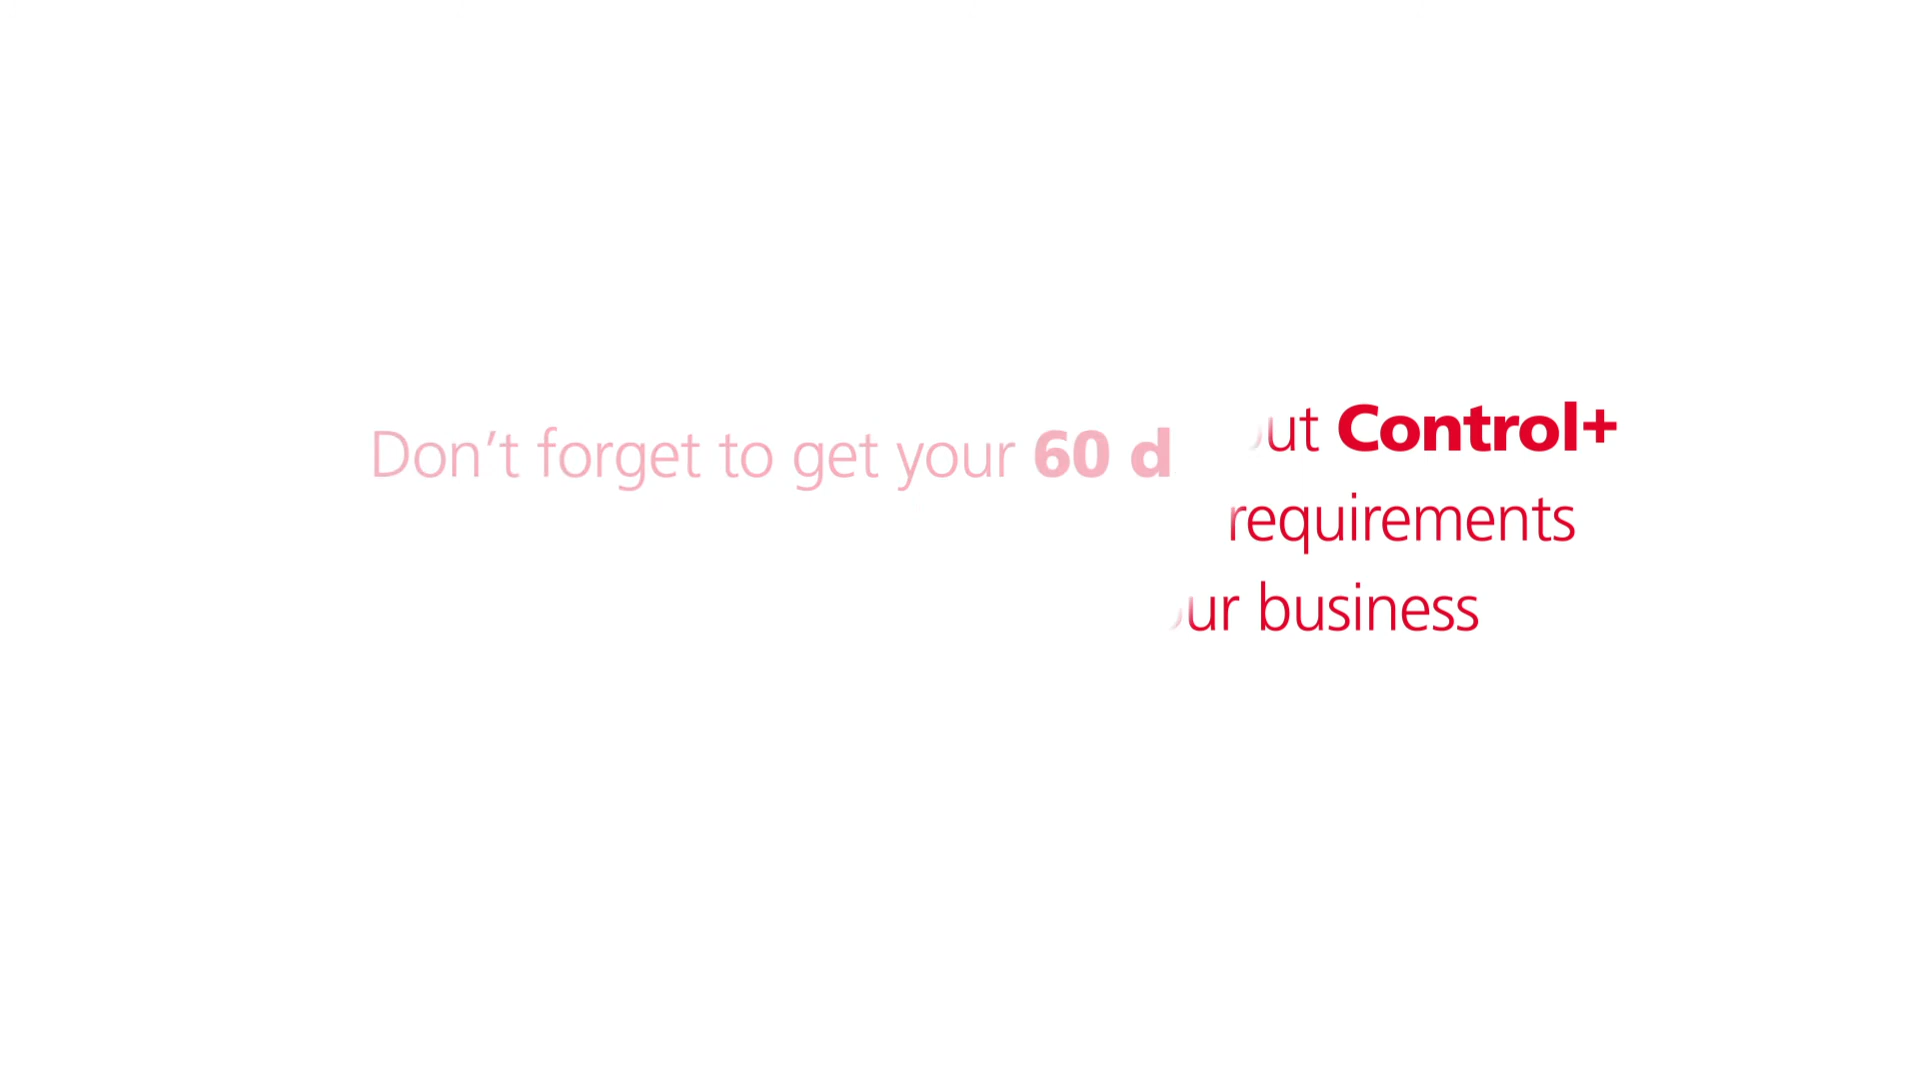 Don’t forget to get your 60 d
ut Control+
requirements
ur business